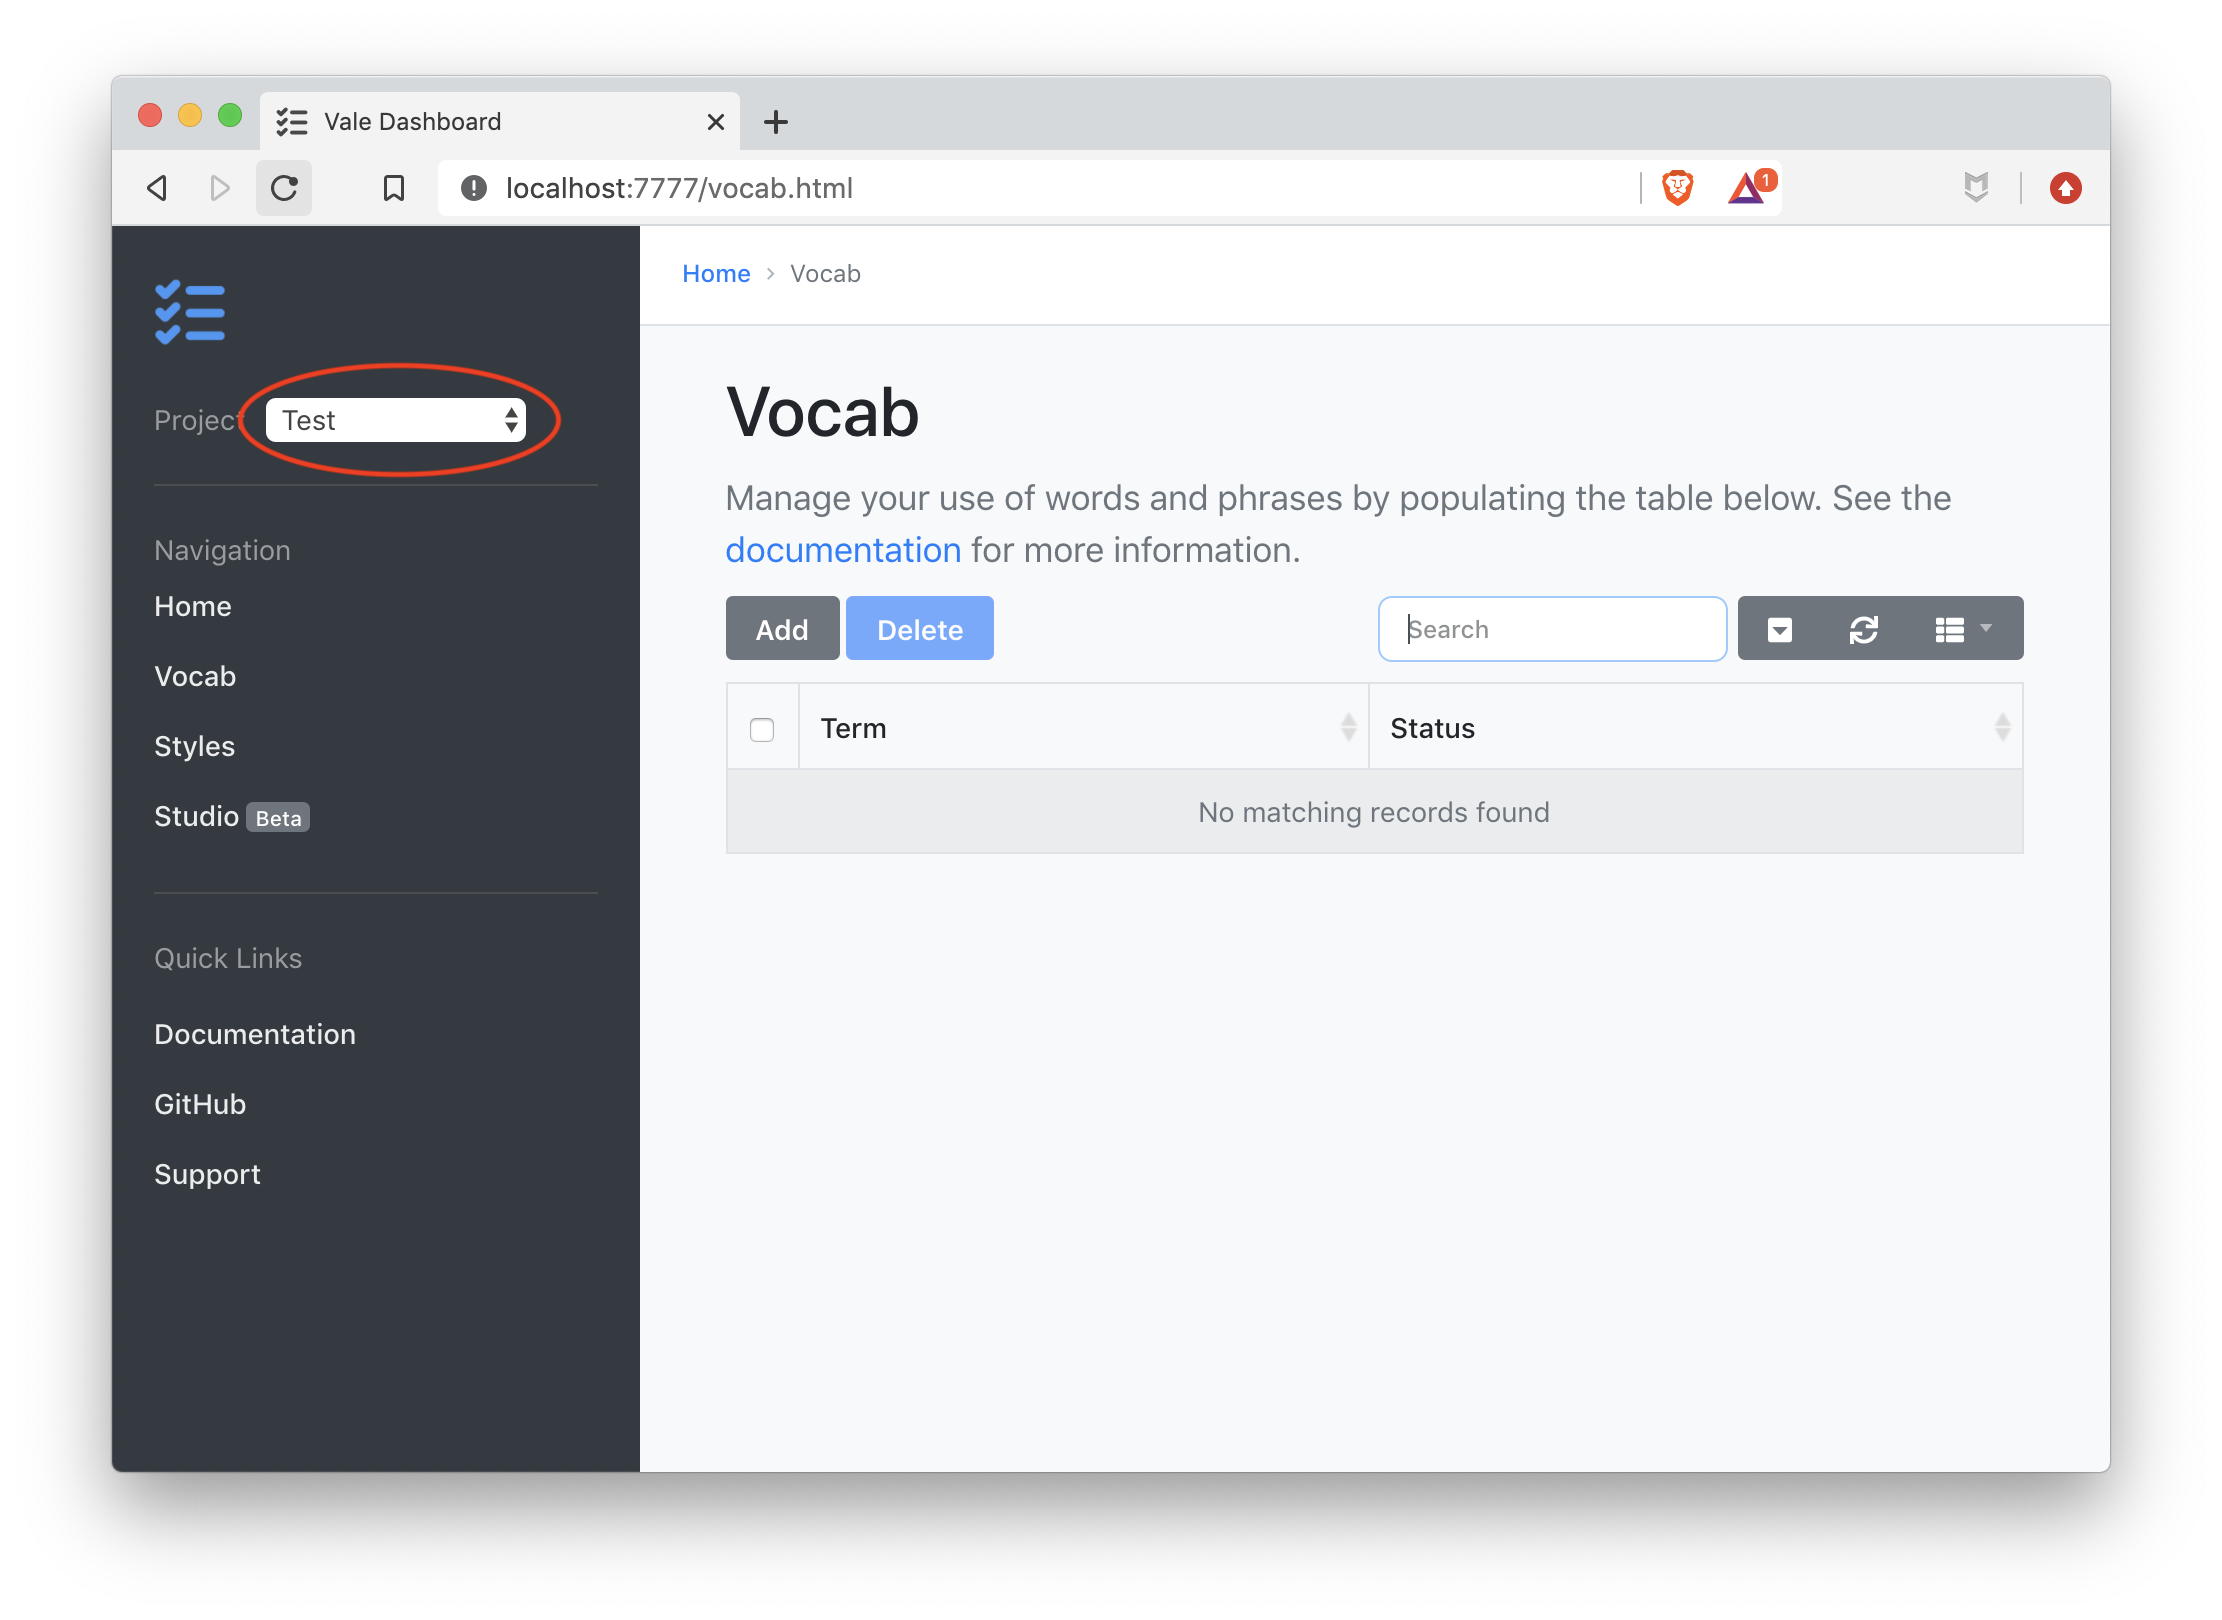 Vale Dashboard
localhost:7777/vocab.html
1
Project
Test
Navigation
Home
Vocab
Styles
Studio Beta
Quick Links
Documentation
GitHub
Support
Home > Vocab
Vocab
Manage your use of words and phrases by populating the table below. See the
documentation for more information.
Add Delete Search
Term Status
No matching records found